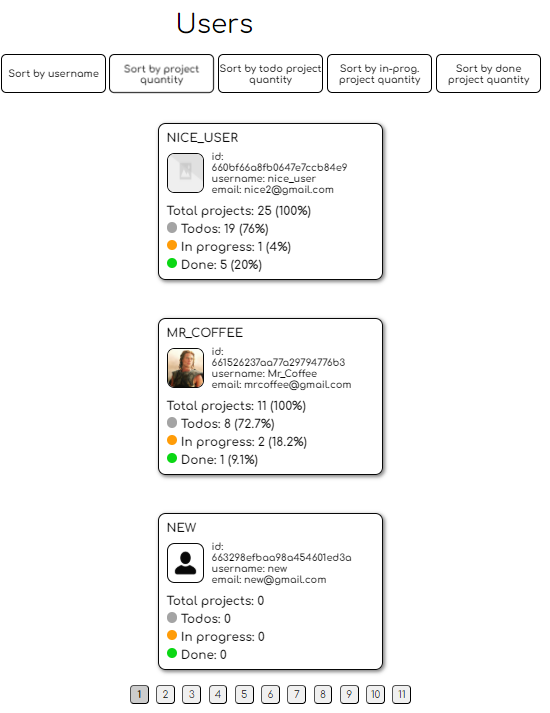 Users
Sort by username
Sort by project
quantity
Sort by todo project
quantity
Sort by in-prog.
project quantity
Sort by done
project quantity
NICE_USER
id:
660bf66a8fb0647e7ccb84e9
username: nice_user
email: nice2@gmail.com
Total projects: 25 (100%)
Todos: 19 (76%)
In progress: 1 (4%)
Done: 5 (20%)
MR_COFFEE
id:
661526237aa77a29794776b3
username: Mr_Coffee
email: mrcoffee@gmail.com
Total projects: 11 (100%)
Todos: 8 (72.7%)
In progress: 2 (18.2%)
Done: 1 (9.1%)
NEW
id:
663298efbaa98a454601ed3a
username: new
email: new@gmail.com
Total projects: 0
Todos: 0
In progress: 0
Done: 0
1 2 3 4 5 6 7 8 9 10 11